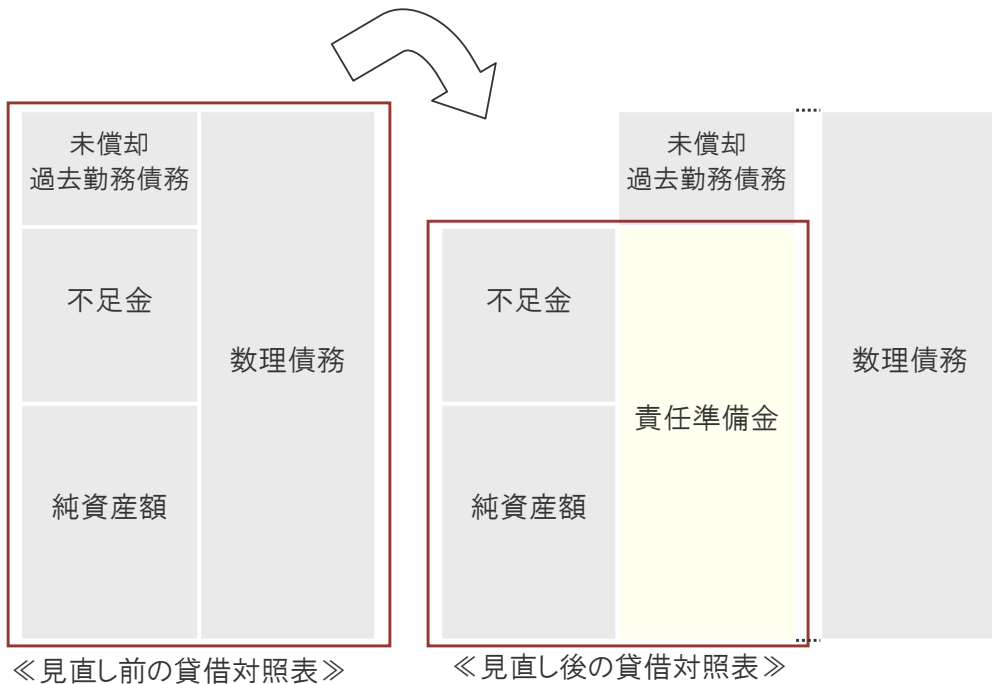 未償却
過去勤務債務
不足金
数理債務
純資産額
≪見直し前の貸借対照表≫
未償却
過去勤務債務
不足金
責任準備金
純資産額
数理債務
≪見直し後の貸借対照表≫